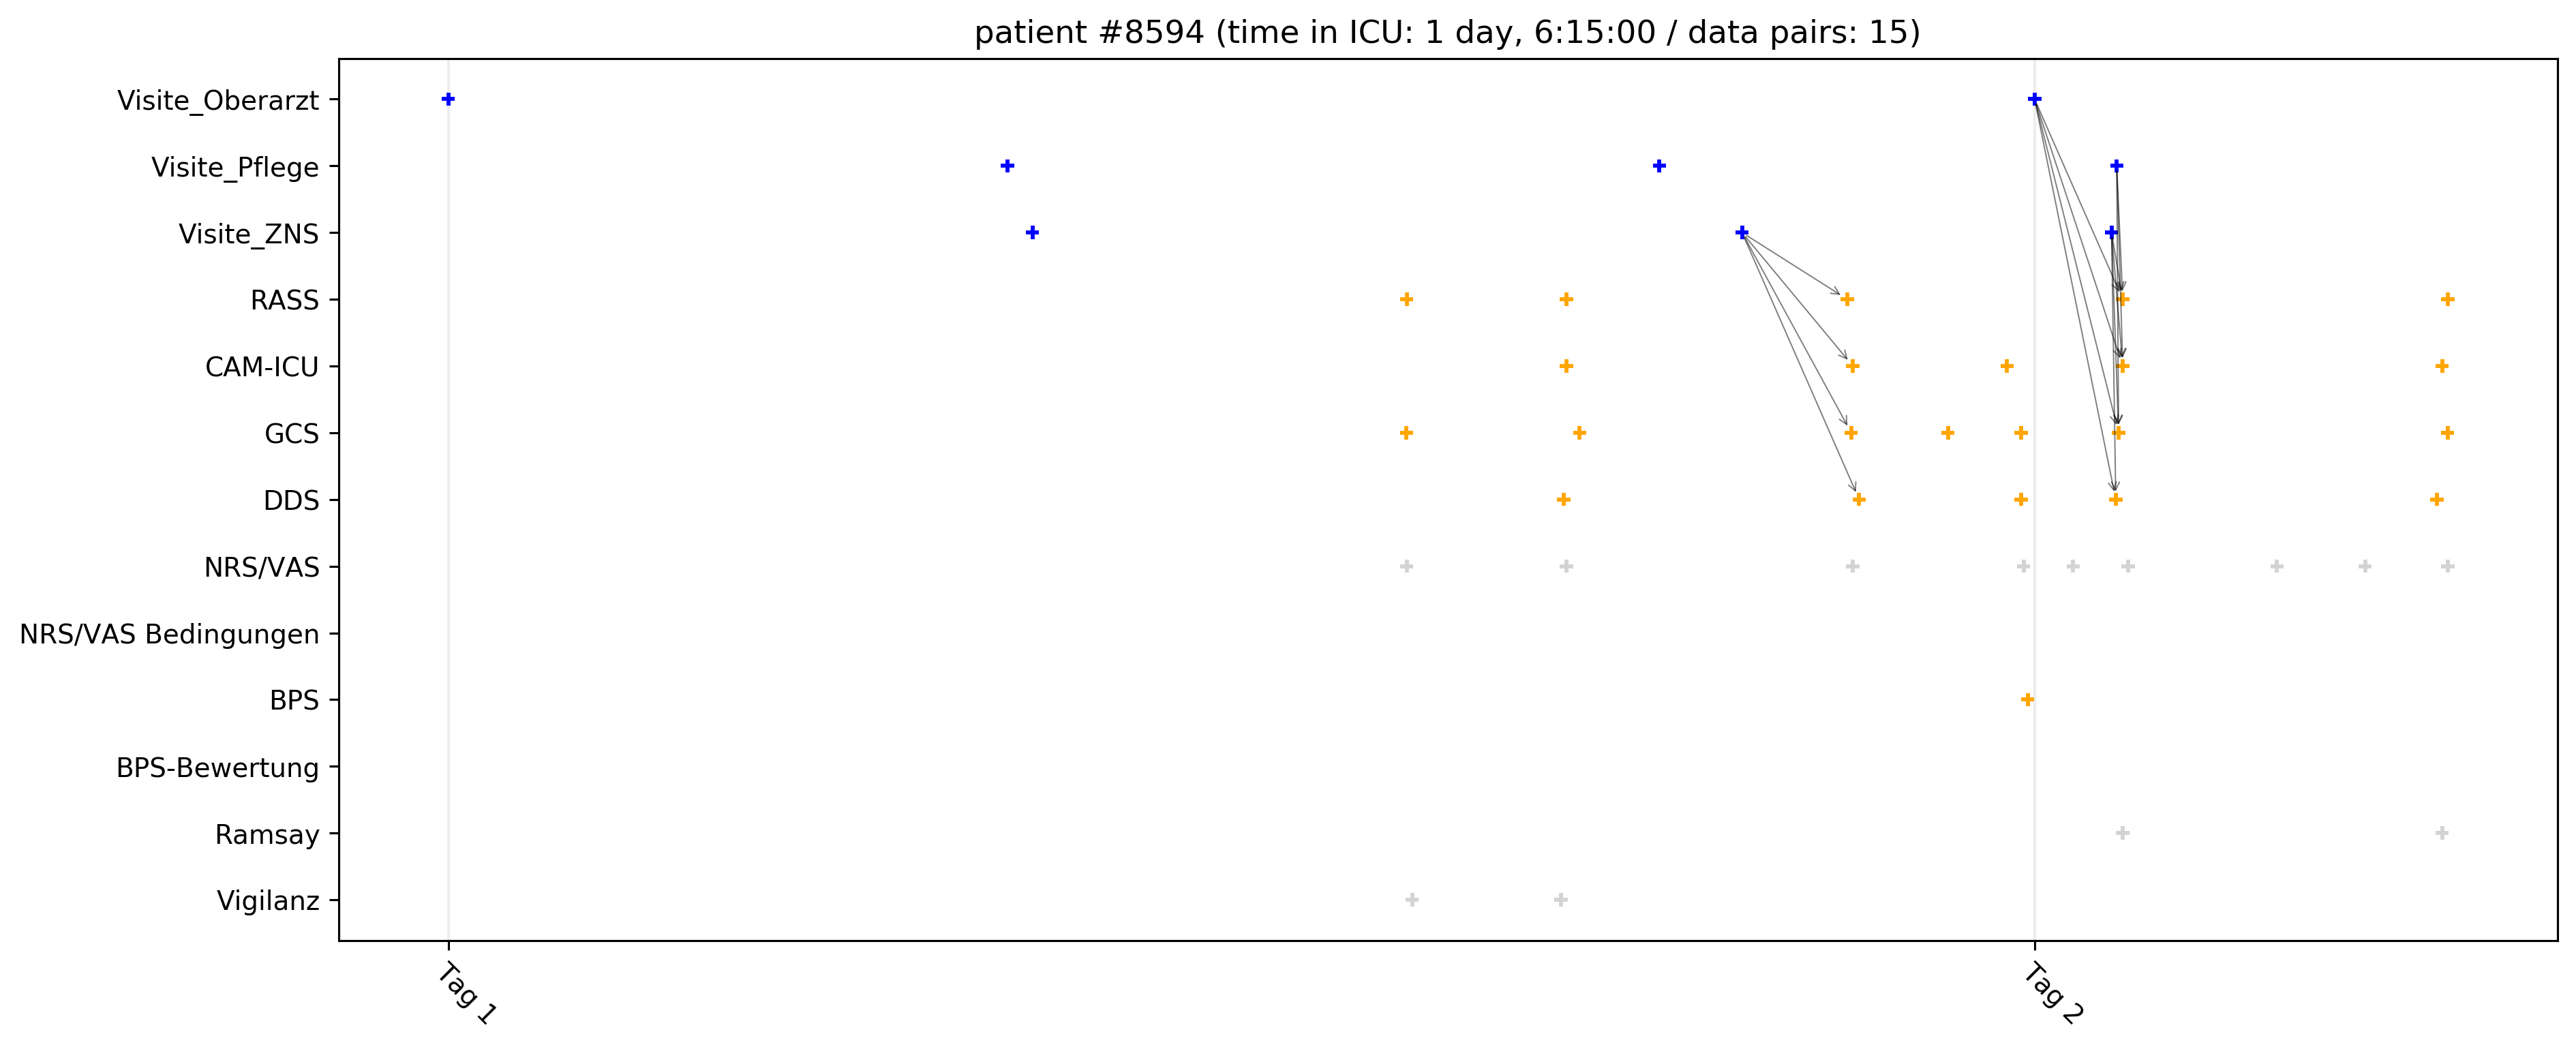 patient #8594 (time in ICU: 1 day, 6:15:00 / data pairs: 15)
Visite_Oberarzt
Visite_Pflege
Visite_ZNS
RASS
CAM-ICU
GCS
DDS
NRS/VAS
NRS/VAS Bedingungen
BPS
BPS-Bewertung
Ramsay
Vigilanz
Tag 1
Tag 2